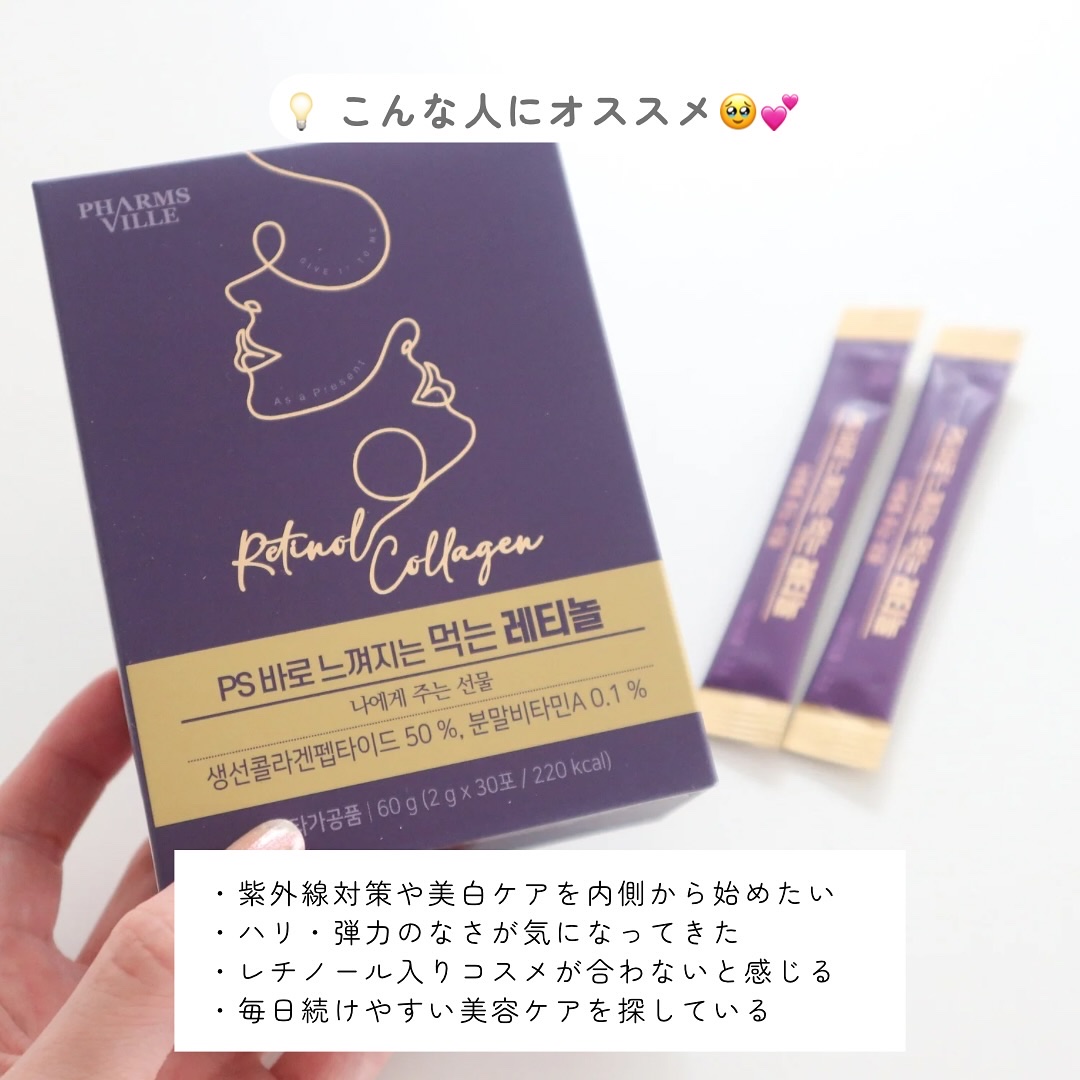 💡 こんな人にオススメ🥹💕
PHARMS
VILLE
GIVE IT TO ME
As a Present
Retinol
Collagen
PS 바로 느껴지는 먹는 레티놀
나에게 주는 선물
생선콜라겐펩타이드 50 %, 분말비타민A 0.1 %
타가공품 | 60 g (2 g x 30포 / 220 kcal)
・紫外線対策や美白ケアを内側から始めたい
・ハリ・弾力のなさが気になってきた
・レチノール入りコスメが合わないと感じる
・毎日続けやすい美容ケアを探している